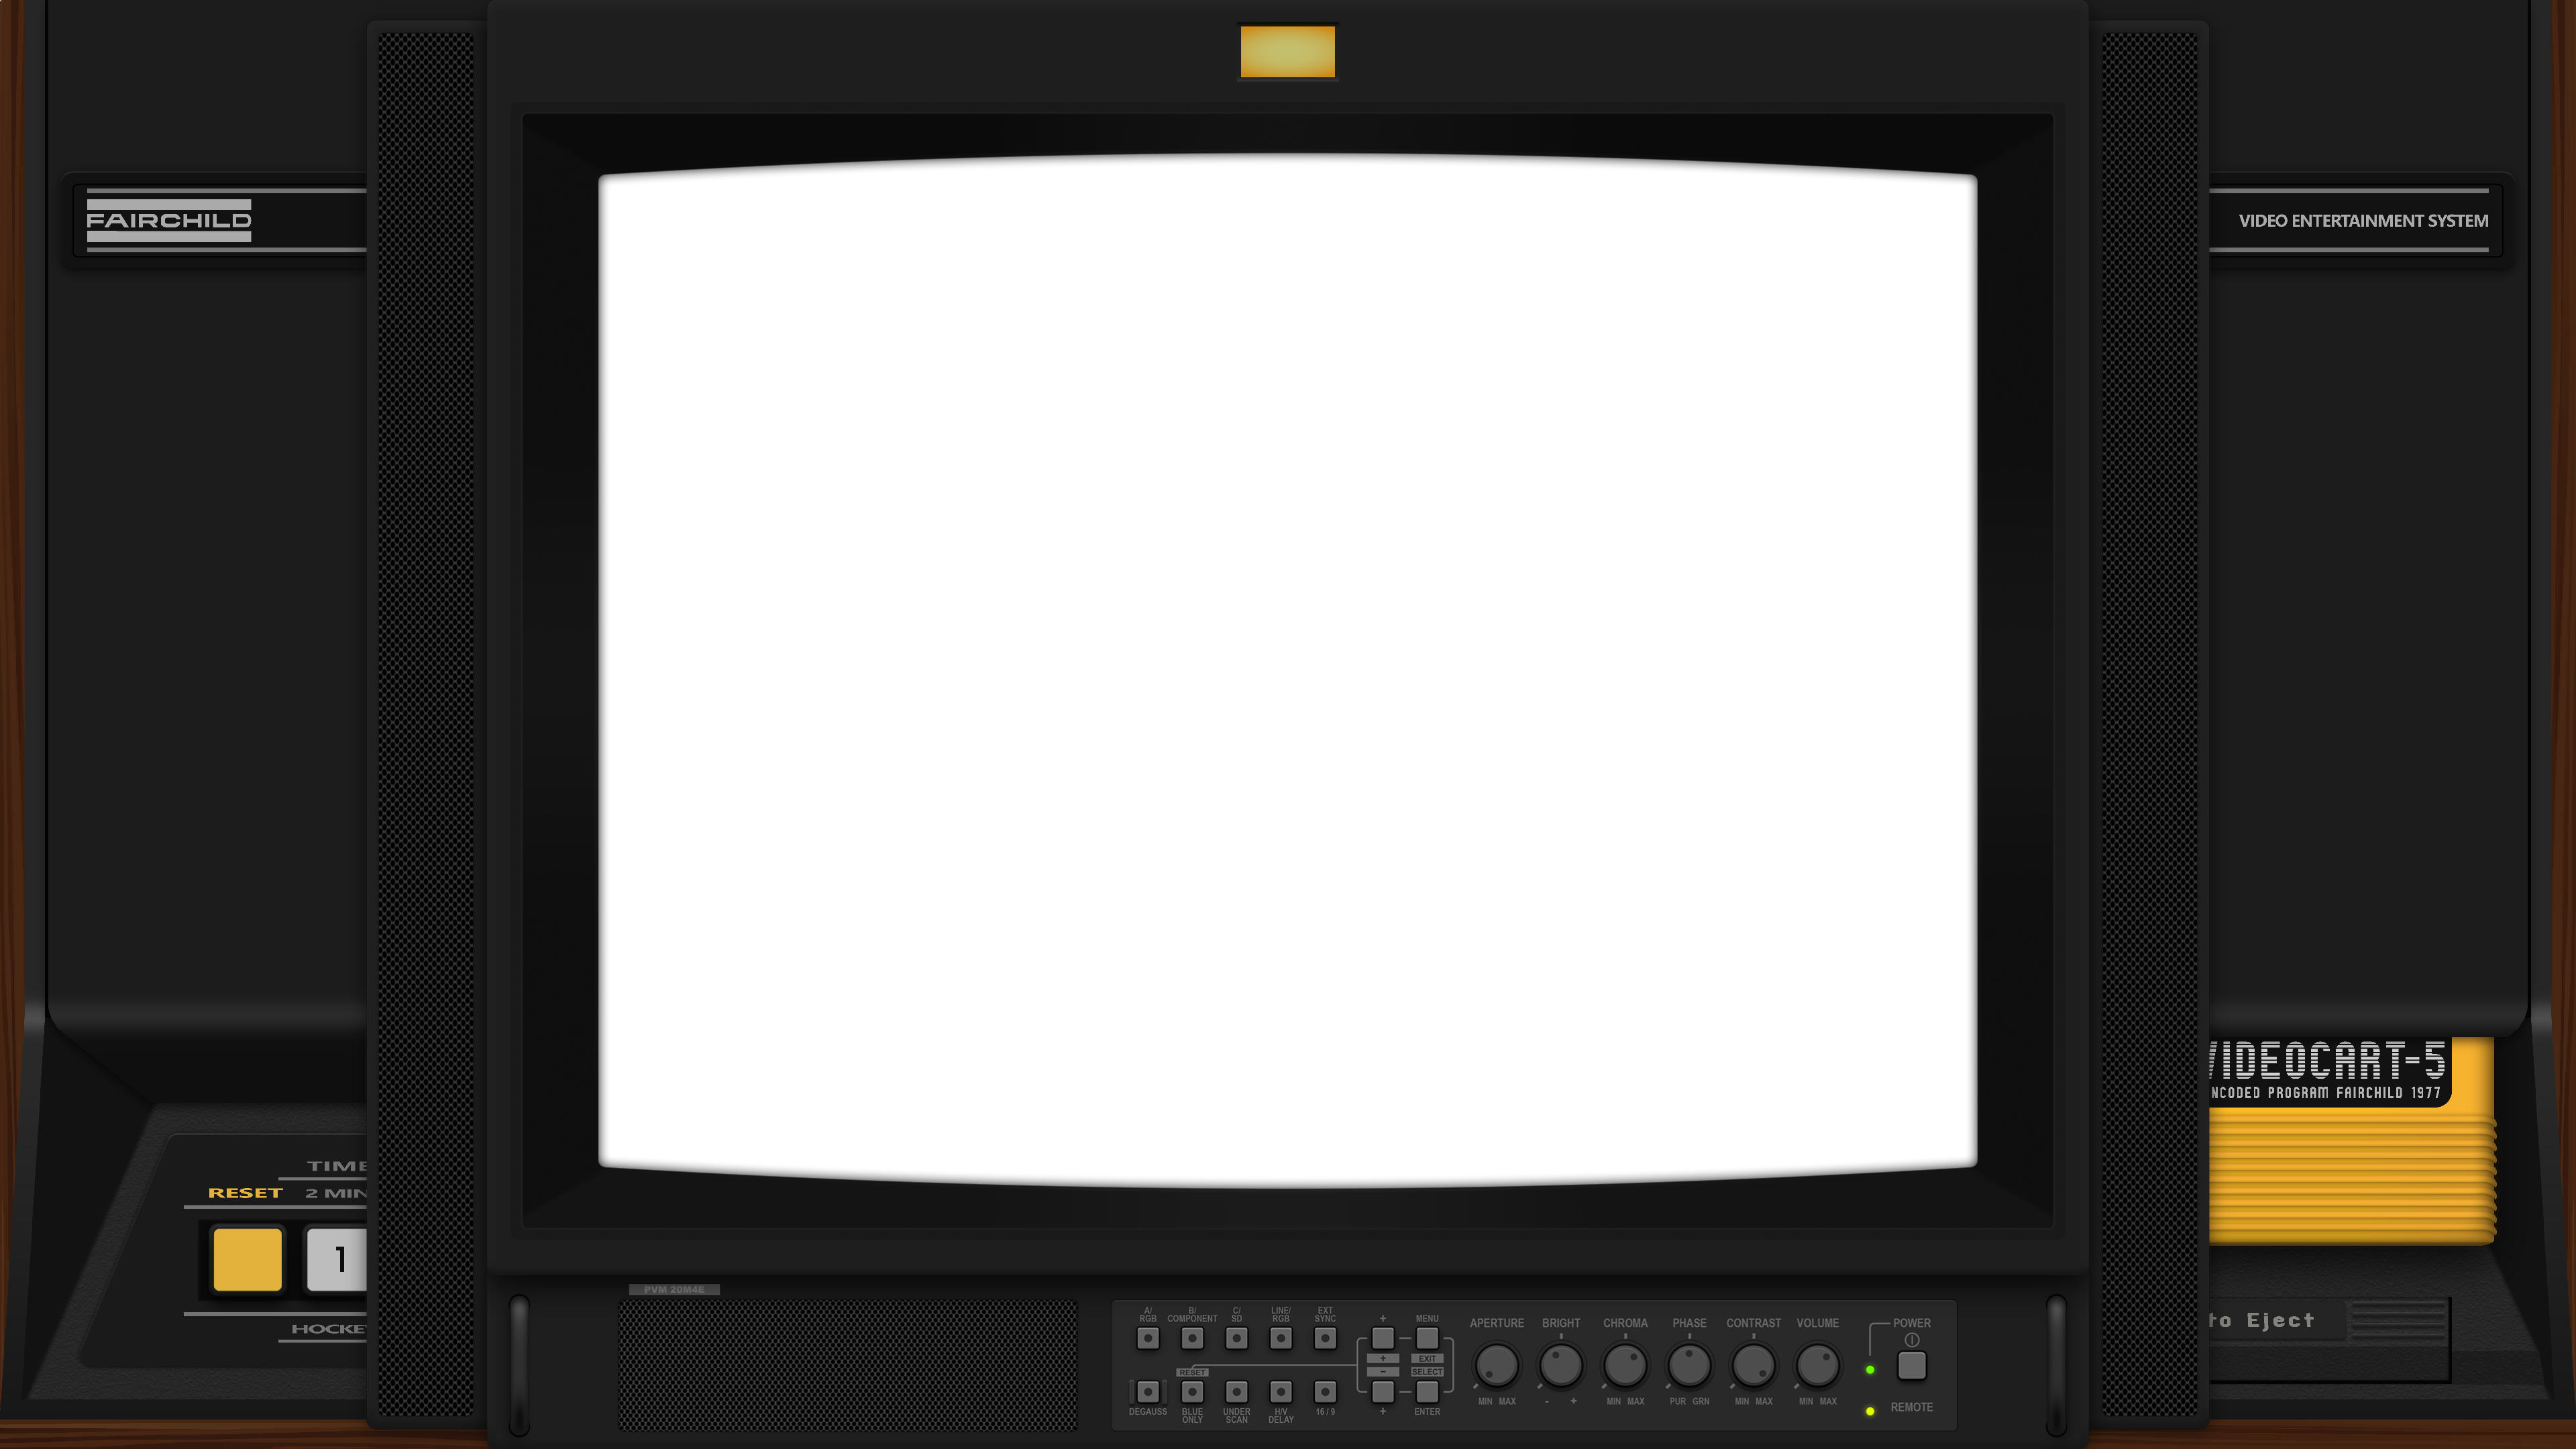 FAIRCHILD
VIDEO ENTERTAINMENT SYSTEM
VIDEOCART-5
NCODED PROGRAM FAIRCHILD 1977
TIME
RESET 2 MIN
1
HOCKE
to Eject
PVM 20M4E
A/
RGB
B/
COMPONENT
C/
SD
LINE/
RGB
EXT
SYNC
+
MENU
+
EXIT
RESET
−
SELECT
DEGAUSS
BLUE
ONLY
UNDER
SCAN
H/V
DELAY
16 / 9
+
ENTER
APERTURE
BRIGHT
CHROMA
PHASE
CONTRAST
VOLUME
MIN MAX
- +
MIN MAX
PUR GRN
MIN MAX
MIN MAX
POWER
REMOTE